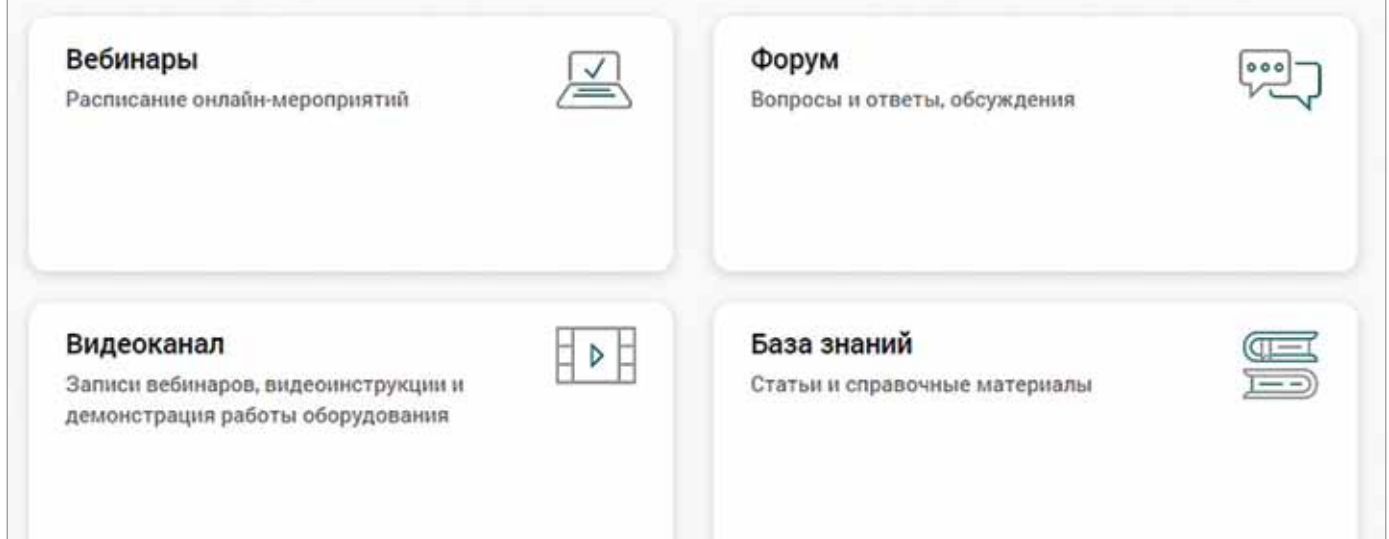 Вебинары
Расписание онлайн-мероприятий
Форум
Вопросы и ответы, обсуждения
Видеоканал
Записи вебинаров, видеоинструкции и
демонстрация работы оборудования
База знаний
Статьи и справочные материалы